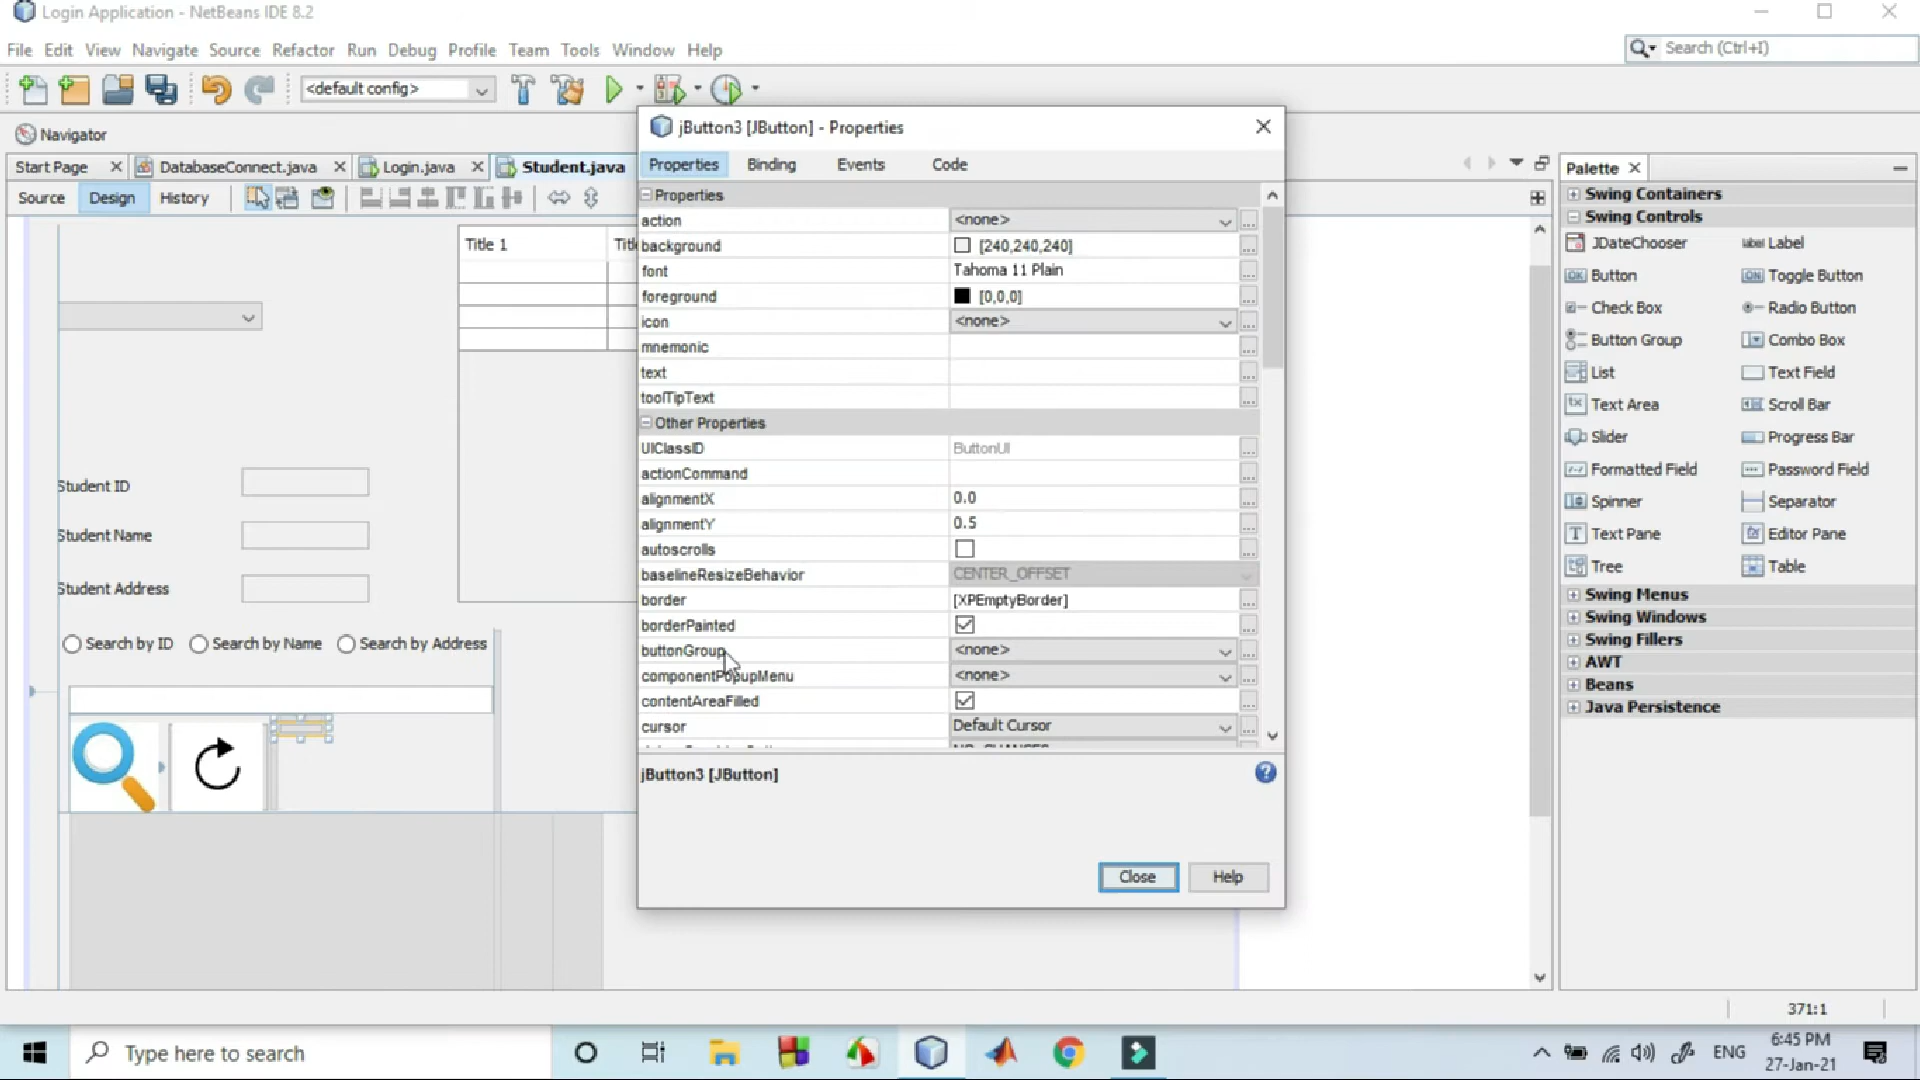 Login Application - NetBeans IDE 8.2
File Edit View Navigate Source Refactor Run Debug Profile Team Tools Window Help
Search (Ctrl+I)
<default config>
Navigator
Start Page
DatabaseConnect.java
Login.java
Student.java
Source
Design
History
Title 1
Student ID
Student Name
Student Address
Search by ID
Search by Name
Search by Address
jButton3 [JButton] - Properties
Properties
Binding
Events
Code
Properties
action <none>
background [240,240,240]
font Tahoma 11 Plain
foreground [0,0,0]
icon <none>
mnemonic
text
toolTipText
Other Properties
UIClassID ButtonUI
actionCommand
alignmentX 0.0
alignmentY 0.5
autoscrolls
baselineResizeBehavior CENTER_OFFSET
border [XPEmptyBorder]
borderPainted
buttonGroup <none>
componentPopupMenu <none>
contentAreaFilled
cursor Default Cursor
jButton3 [JButton]
Close
Help
Palette
Swing Containers
Swing Controls
JDateChooser
label Label
OK Button
ON Toggle Button
Check Box
Radio Button
Button Group
Combo Box
List
Text Field
Text Area
Scroll Bar
Slider
Progress Bar
Formatted Field
Password Field
Spinner
Separator
Text Pane
Editor Pane
Tree
Table
Swing Menus
Swing Windows
Swing Fillers
AWT
Beans
Java Persistence
371:1
Type here to search
ENG
6:45 PM
27-Jan-21